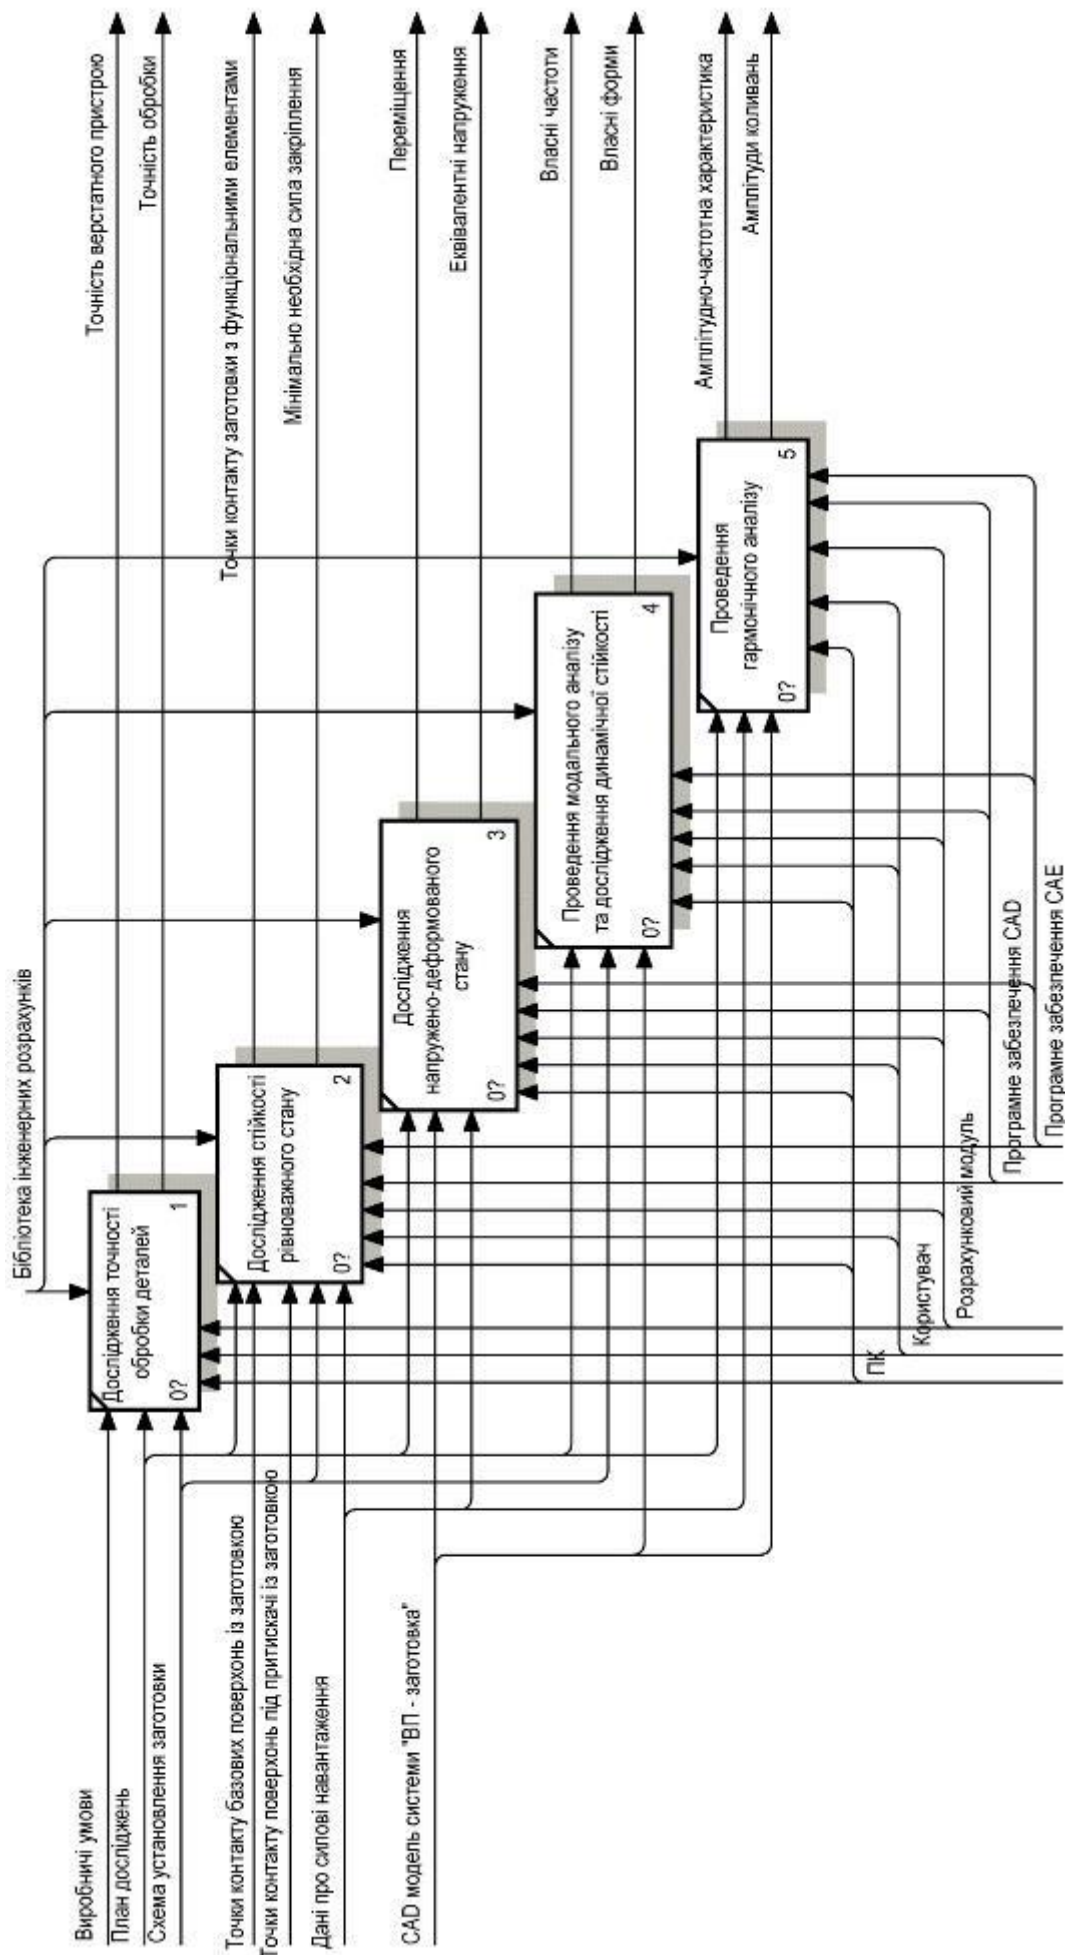 Бібліотека інженерних розрахунків
Виробничі умови
План досліджень
Схема установлення заготовки
Точки контакту базових поверхонь із заготовкою
Точки контакту поверхонь під притискачі із заготовкою
Дані про силові навантаження
CAD модель системи "ВП - заготовка"
Дослідження точності
обробки деталей
0?
1
Дослідження стійкості
рівноважного стану
0?
2
Дослідження
напружено-деформованого
стану
0?
3
Проведення модального аналізу
та дослідження динамічної стійкості
0?
4
Проведення
гармонічного аналізу
0?
5
Точність верстатного пристрою
Точність обробки
Точки контакту заготовки з функціональними елементами
Мінімально необхідна сила закріплення
Переміщення
Еквівалентні напруження
Власні частоти
Власні форми
Амплітудно-частотна характеристика
Амплітуди коливань
ПК
Користувач
Розрахунковий модуль
Програмне забезпечення CAD
Програмне забезпечення CAE